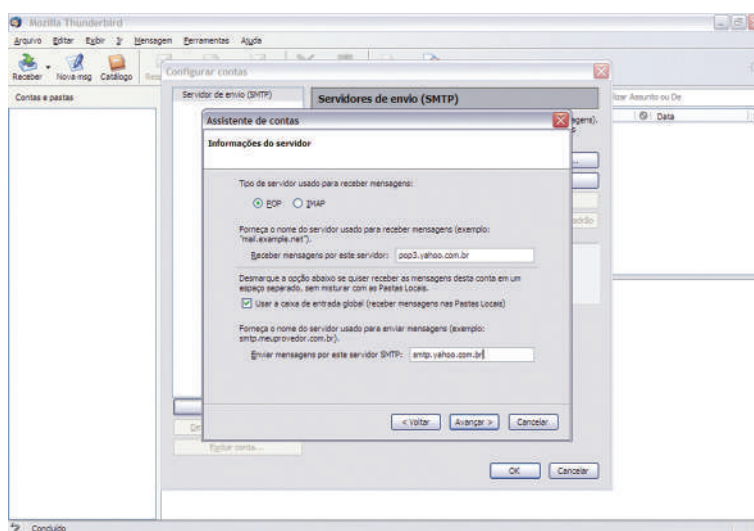 Mozilla Thunderbird
Arquivo Editar Exibir Ir Mensagem Ferramentas Ajuda
Receber Nova msg Catálogo
Configurar contas
Contas e pastas
Servidor de envio (SMTP)
Servidores de envio (SMTP)
Assunto ou De
Data
Assistente de contas
Informações do servidor
Tipo de servidor usado para receber mensagens:
POP IMAP
Forneça o nome do servidor usado para receber mensagens (exemplo:
"mail.example.net").
Receber mensagens por este servidor: pop3.yahoo.com.br
Desmarque a opção abaixo se quiser receber as mensagens desta conta em um
espaço separado, sem misturar com as Pastas Locais.
Usar a caixa de entrada global (receber mensagens nas Pastas Locais)
Forneça o nome do servidor usado para enviar mensagens (exemplo:
smtp.meuprovedor.com.br).
Enviar mensagens por este servidor SMTP: smtp.yahoo.com.br
< Voltar Avançar > Cancelar
Excluir conta...
OK Cancelar
Concluído